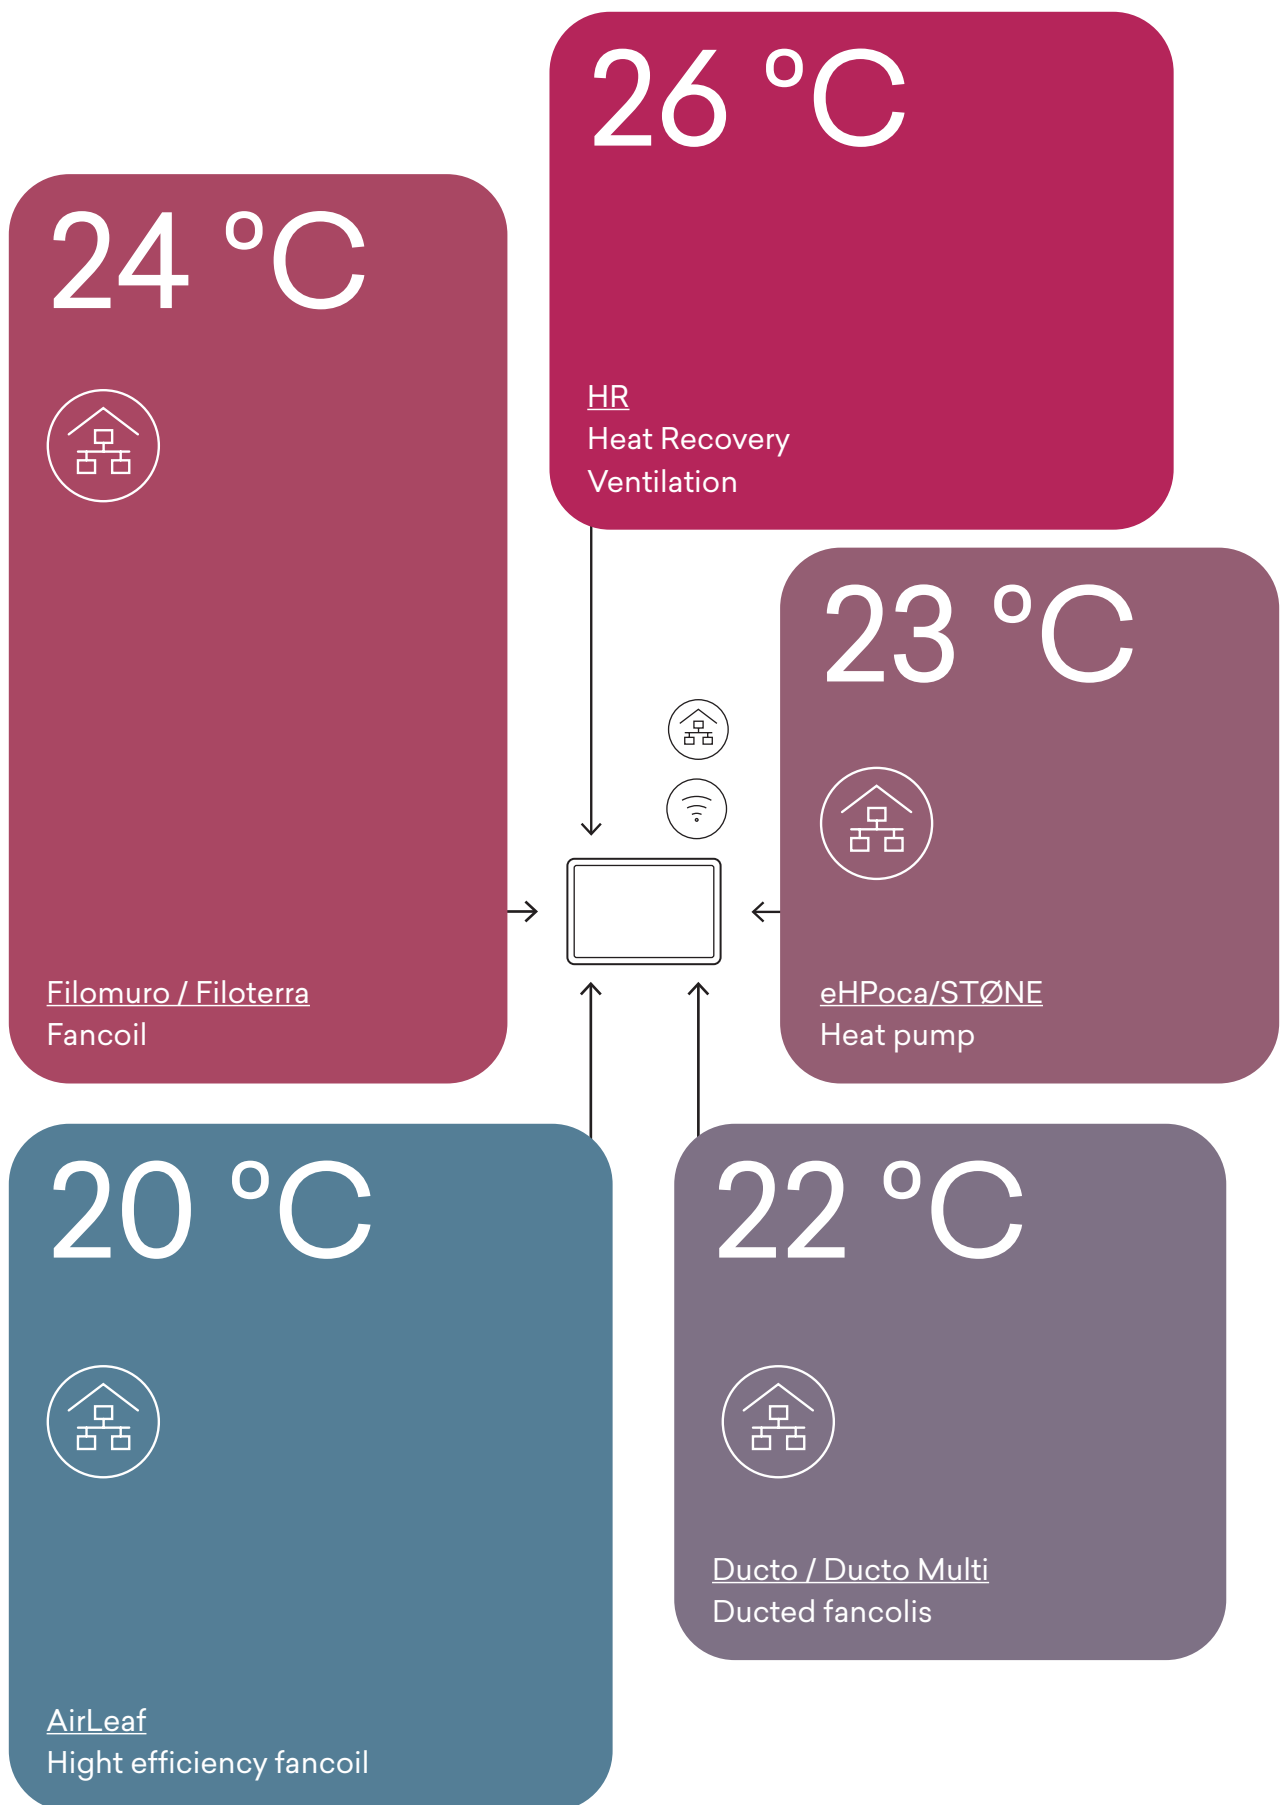 26 °C
HR
Heat Recovery
Ventilation
24 °C
Filomuro / Filoterra
Fancoil
23 °C
eHPoca/STØNE
Heat pump
20 °C
AirLeaf
Hight efficiency fancoil
22 °C
Ducto / Ducto Multi
Ducted fancolis